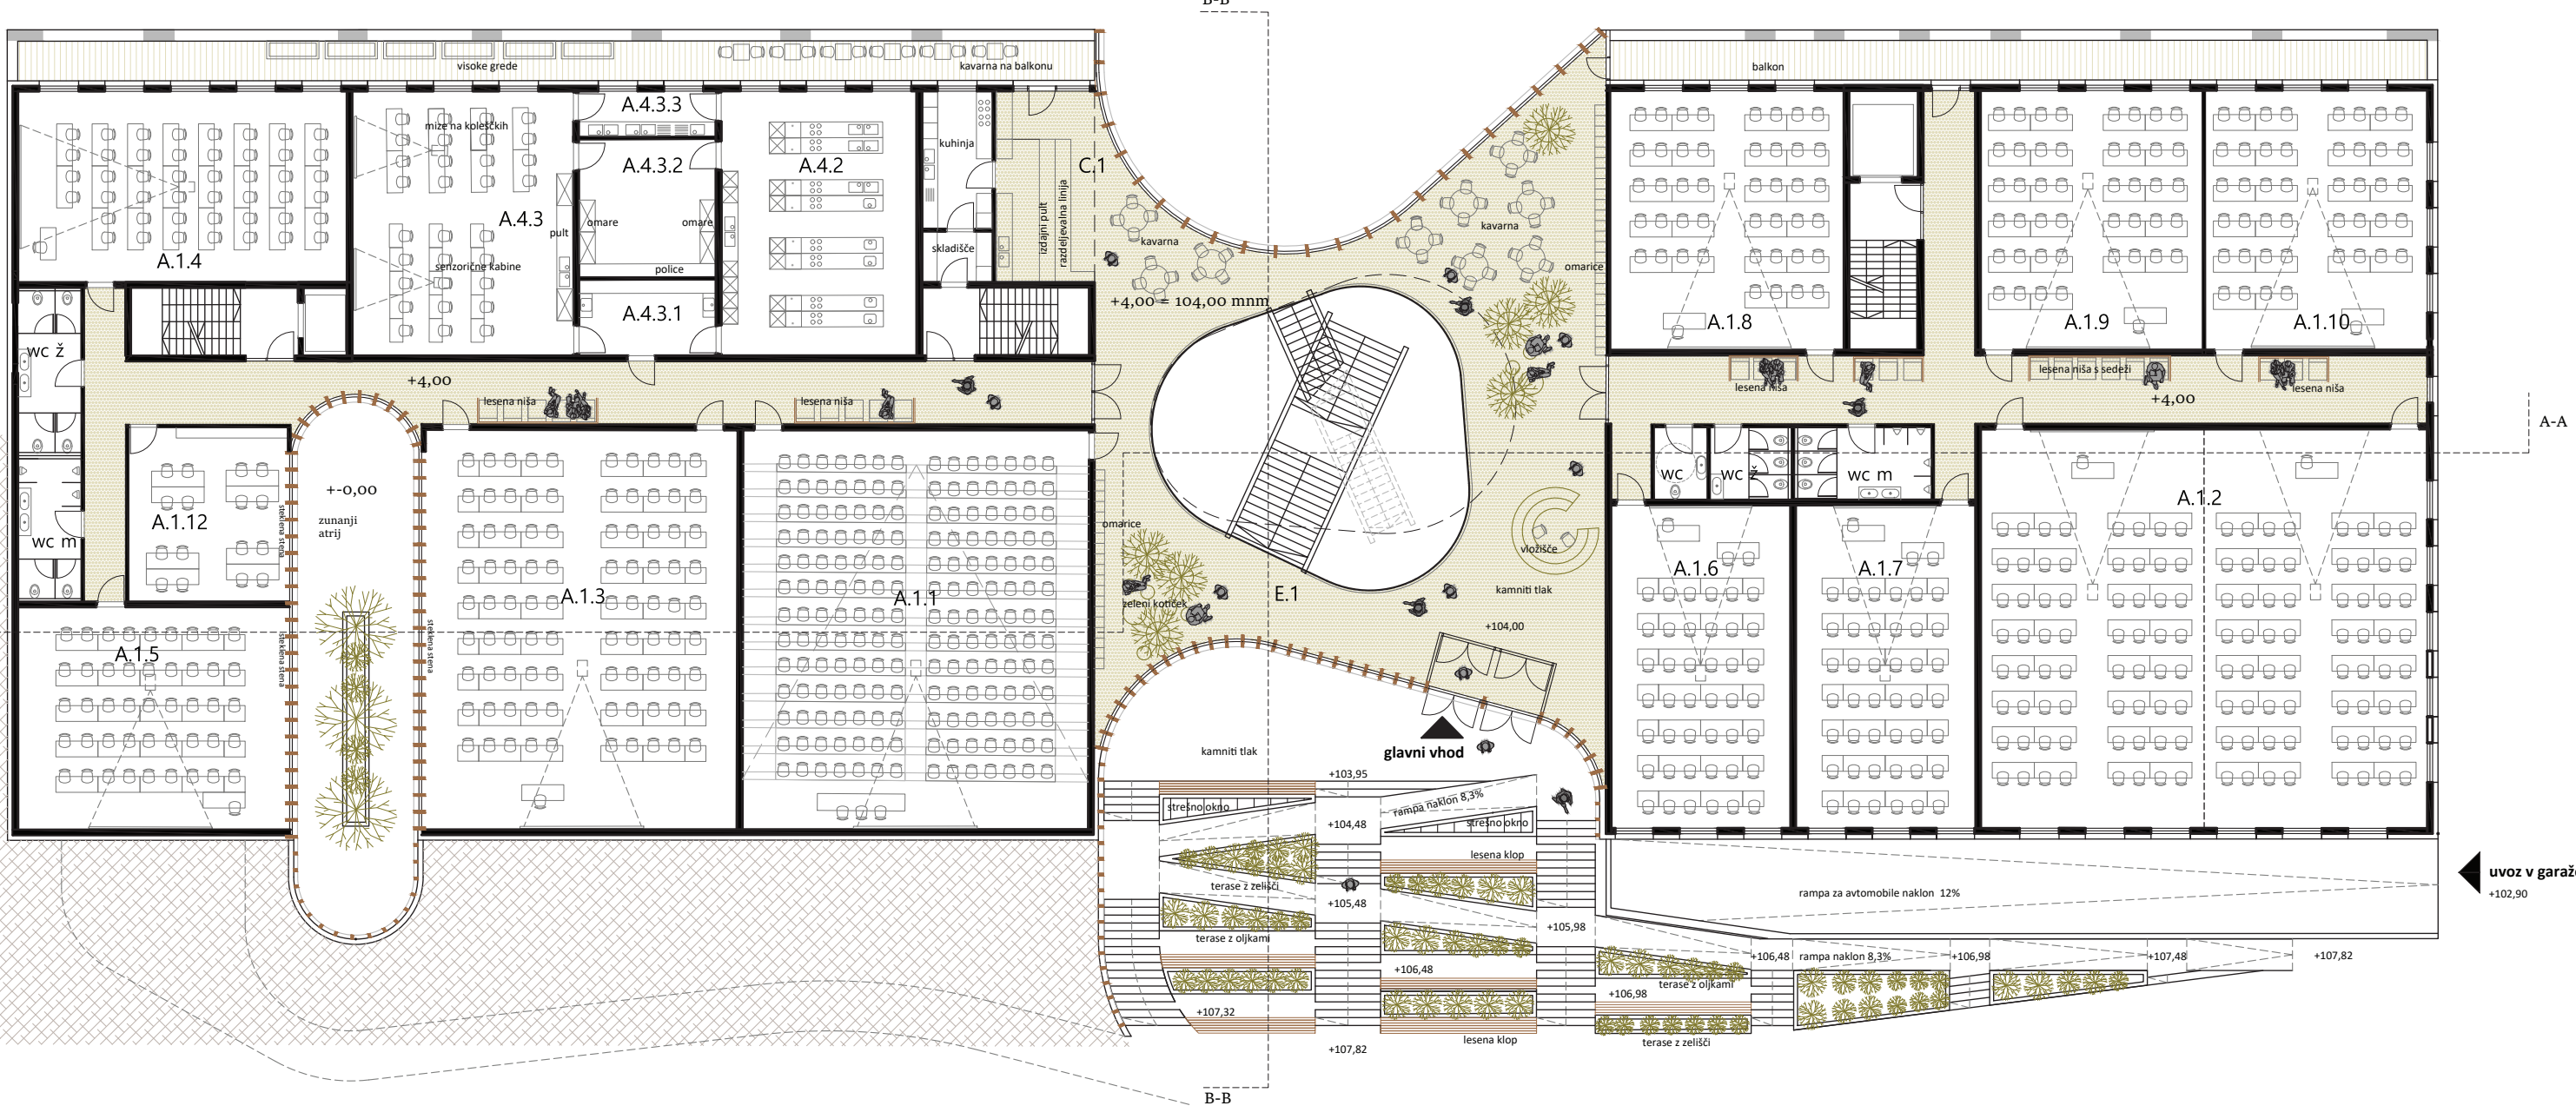 B-B
visoke grede
kavarna na balkonu
balkon
A.4.3.3
mize na koleščkih
A.4.3.2
A.4.2
kuhinja
C.1
izdajni pult
razdeljevalna linija
A.4.3
pult
omare
omare
kavarna
kavarna
skladišče
A.1.4
senzorične kabine
police
omarice
+4,00 = 104,00 mnm
A.4.3.1
A.1.8
A.1.9
A.1.10
wc ž
+4,00
lesena niša
lesena niša
lesena niša
lesena niša s sedeži
lesena niša
+4,00
A-A
wc
wc ž
wc m
+-0,00
zunanji
atrij
A.1.12
steklena stena
wc m
omarice
vložišče
A.1.2
A.1.6
A.1.7
A.1.3
A.1.1
zeleni kotiček
E.1
kamniti tlak
+104,00
A.1.5
steklena stena
steklena stena
kamniti tlak
glavni vhod
+103,95
strešno okno
rampa naklon 8,3%
+104,48
strešno okno
lesena klop
terase z zelišči
+105,48
rampa za avtomobile naklon 12%
uvoz v garaž
+102,90
+105,98
terase z oljkami
+106,48
+106,48
rampa naklon 8,3%
+106,98
+107,48
+107,82
terase z oljkami
+106,98
+107,32
lesena klop
terase z zelišči
+107,82
B-B